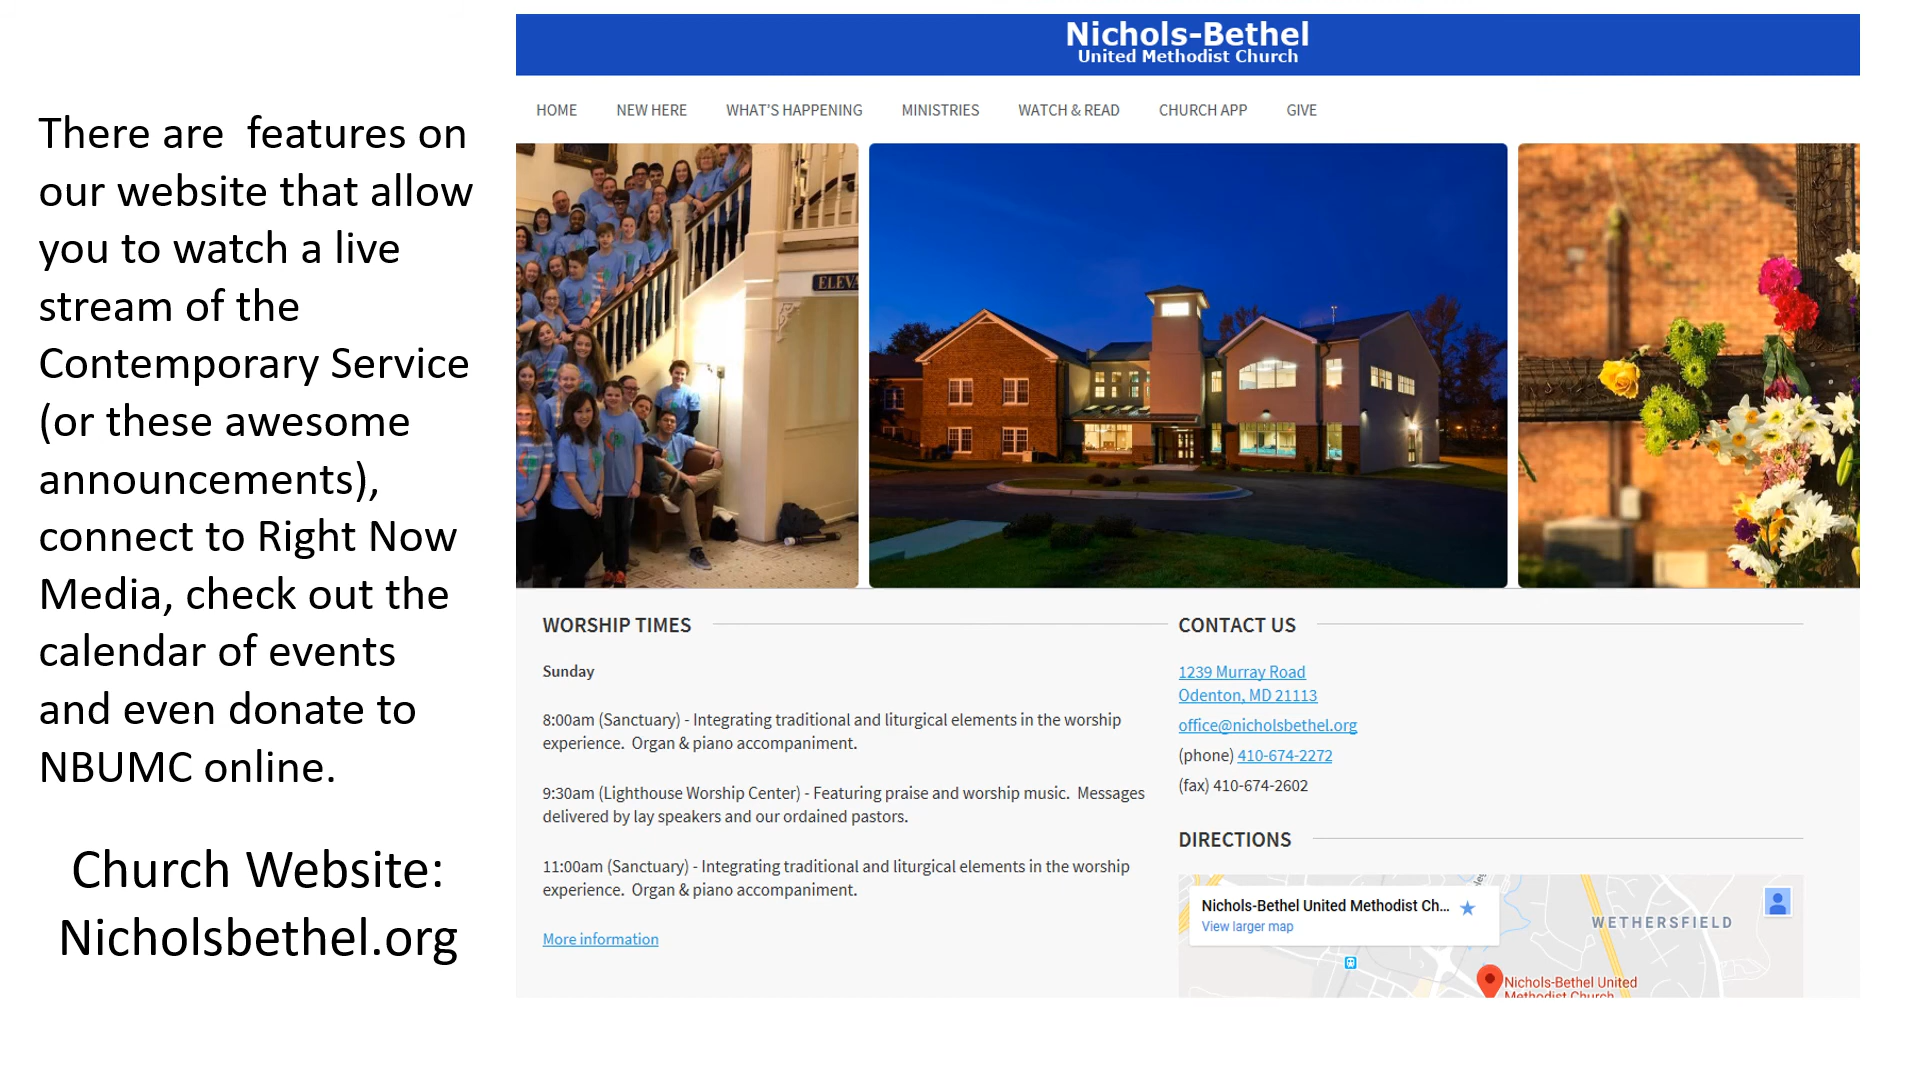 There are  features on
our website that allow
you to watch a live
stream of the
Contemporary Service
(or these awesome
announcements),
connect to Right Now
Media, check out the
calendar of events
and even donate to
NBUMC online.
Church Website:
Nicholsbethel.org
Nichols-Bethel
United Methodist Church
HOME NEW HERE WHAT'S HAPPENING MINISTRIES WATCH & READ CHURCH APP GIVE
WORSHIP TIMES
Sunday
8:00am (Sanctuary) - Integrating traditional and liturgical elements in the worship
experience.  Organ & piano accompaniment.
9:30am (Lighthouse Worship Center) - Featuring praise and worship music.  Messages
delivered by lay speakers and our ordained pastors.
11:00am (Sanctuary) - Integrating traditional and liturgical elements in the worship
experience.  Organ & piano accompaniment.
More information
CONTACT US
1239 Murray Road
Odenton, MD 21113
office@nicholsbethel.org
(phone) 410-674-2272
(fax) 410-674-2602
DIRECTIONS
Nichols-Bethel United Methodist Ch...
View larger map
WETHERSFIELD
Nichols-Bethel United
Methodist Church